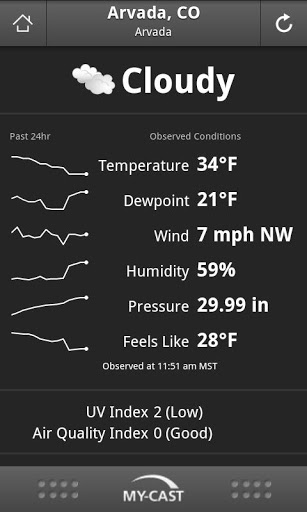 Arvada, CO
Arvada
Cloudy
Past 24hr Observed Conditions
Temperature 34°F
Dewpoint 21°F
Wind 7 mph NW
Humidity 59%
Pressure 29.99 in
Feels Like 28°F
Observed at 11:51 am MST
UV Index 2 (Low)
Air Quality Index 0 (Good)
MY-CAST